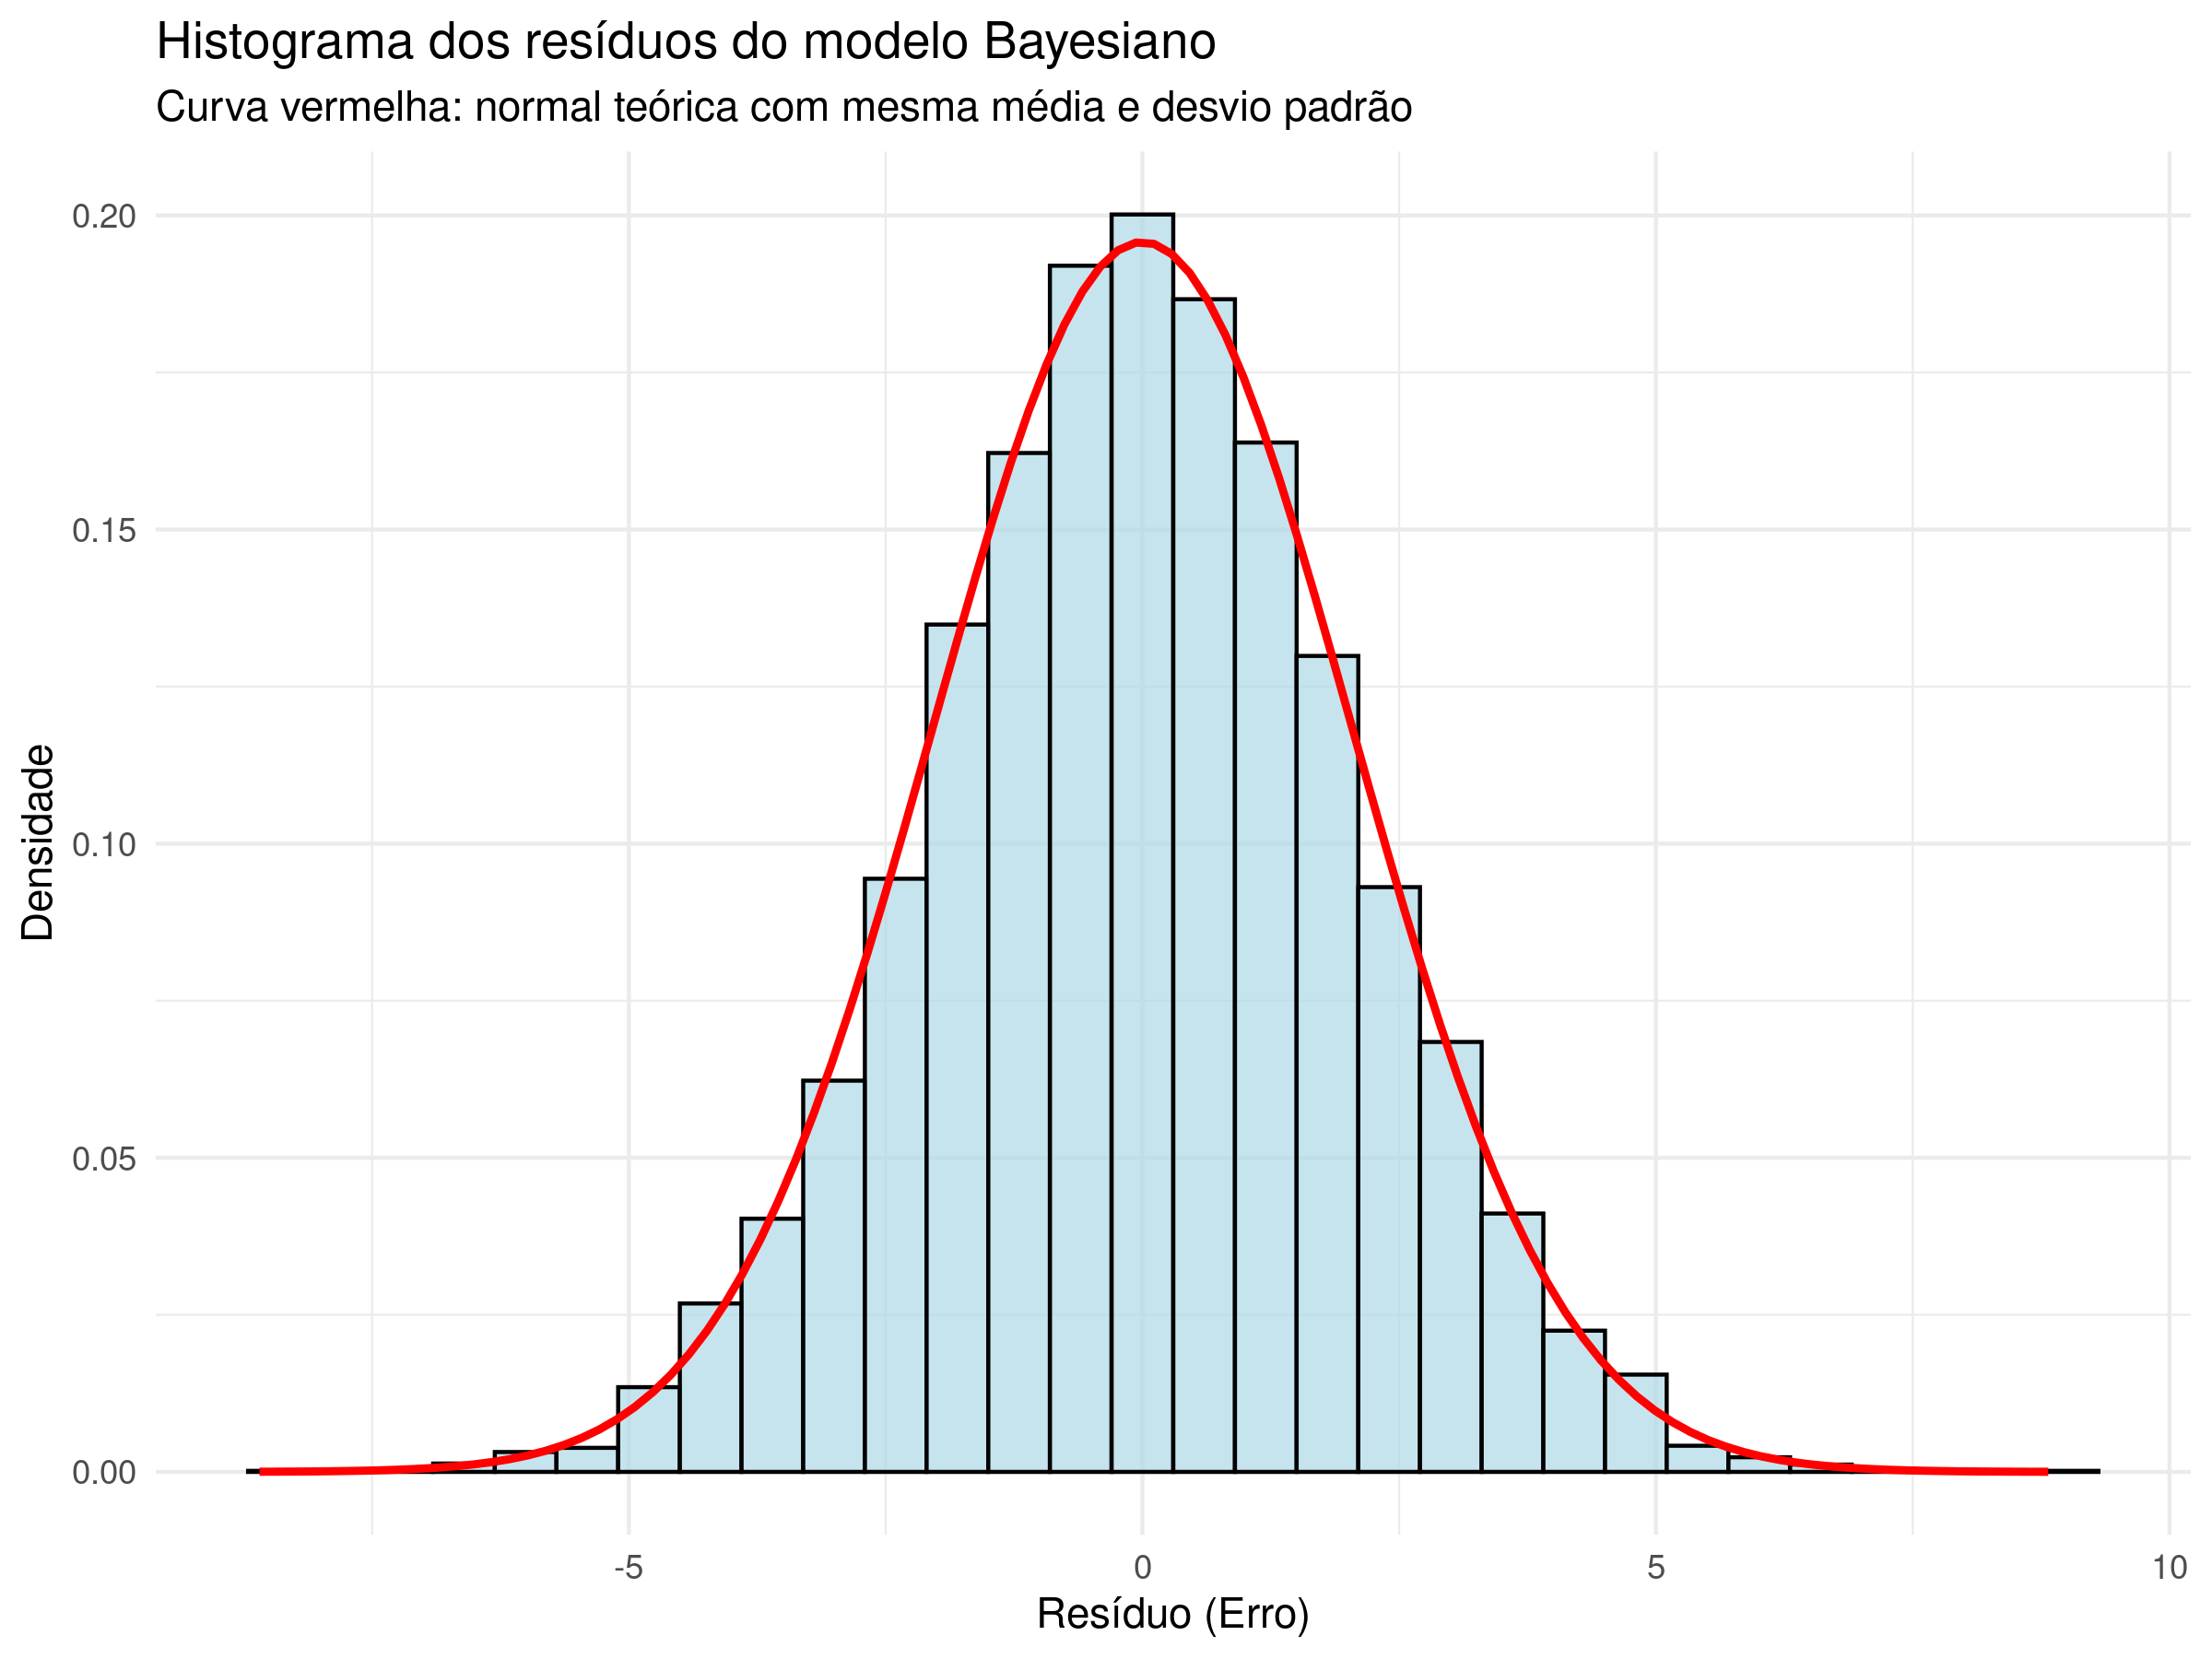 Histograma dos resíduos do modelo Bayesiano
Curva vermelha: normal teórica com mesma média e desvio padrão
Densidade
0.20
0.15
0.10
0.05
0.00
-5
0
5
10
Resíduo (Erro)